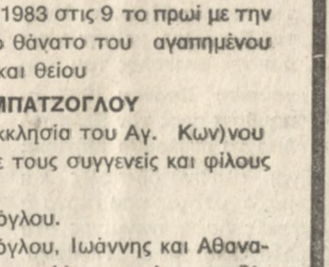 1983 στις 9 το πρωί με την
θάνατο του αγαπημένου
και θείου
ΜΠΑΤΖΟΓΛΟΥ
κκλησία του Αγ. Κων)νου
τους συγγενείς και φίλους
όγλου.
όγλου, Ιωάννης και Αθανα-